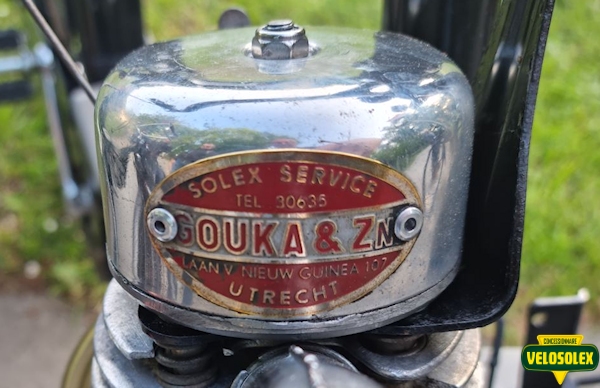 SOLEX SERVICE
TEL 30635
GOUKA & ZN
LAAN V NIEUW GUINEA 107
UTRECHT
CONCESSIONNAIRE
VELOSOLEX